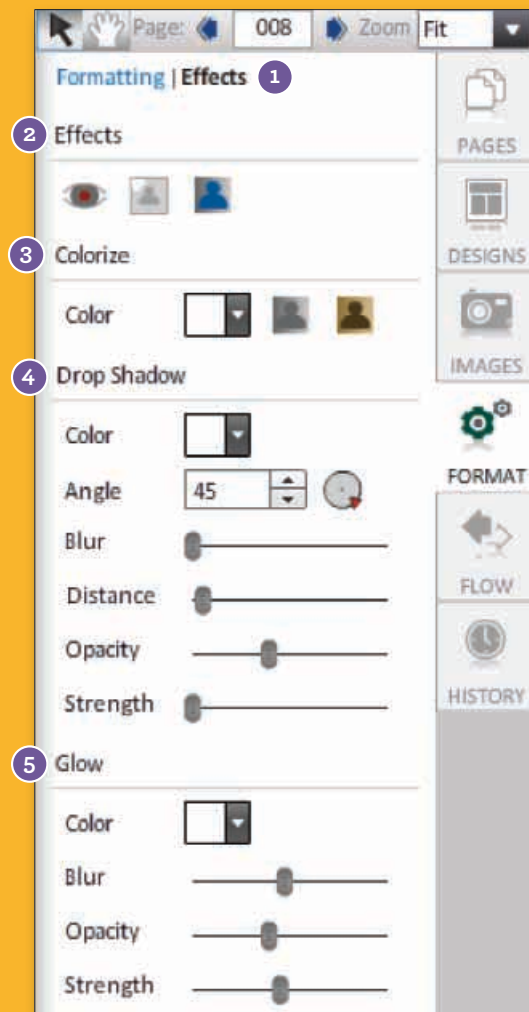 Page: 008 Zoom Fit
Formatting | Effects 1
2 Effects
3 Colorize
Color
4 Drop Shadow
Color
Angle 45
Blur
Distance
Opacity
Strength
5 Glow
Color
Blur
Opacity
Strength
PAGES
DESIGNS
IMAGES
FORMAT
FLOW
HISTORY